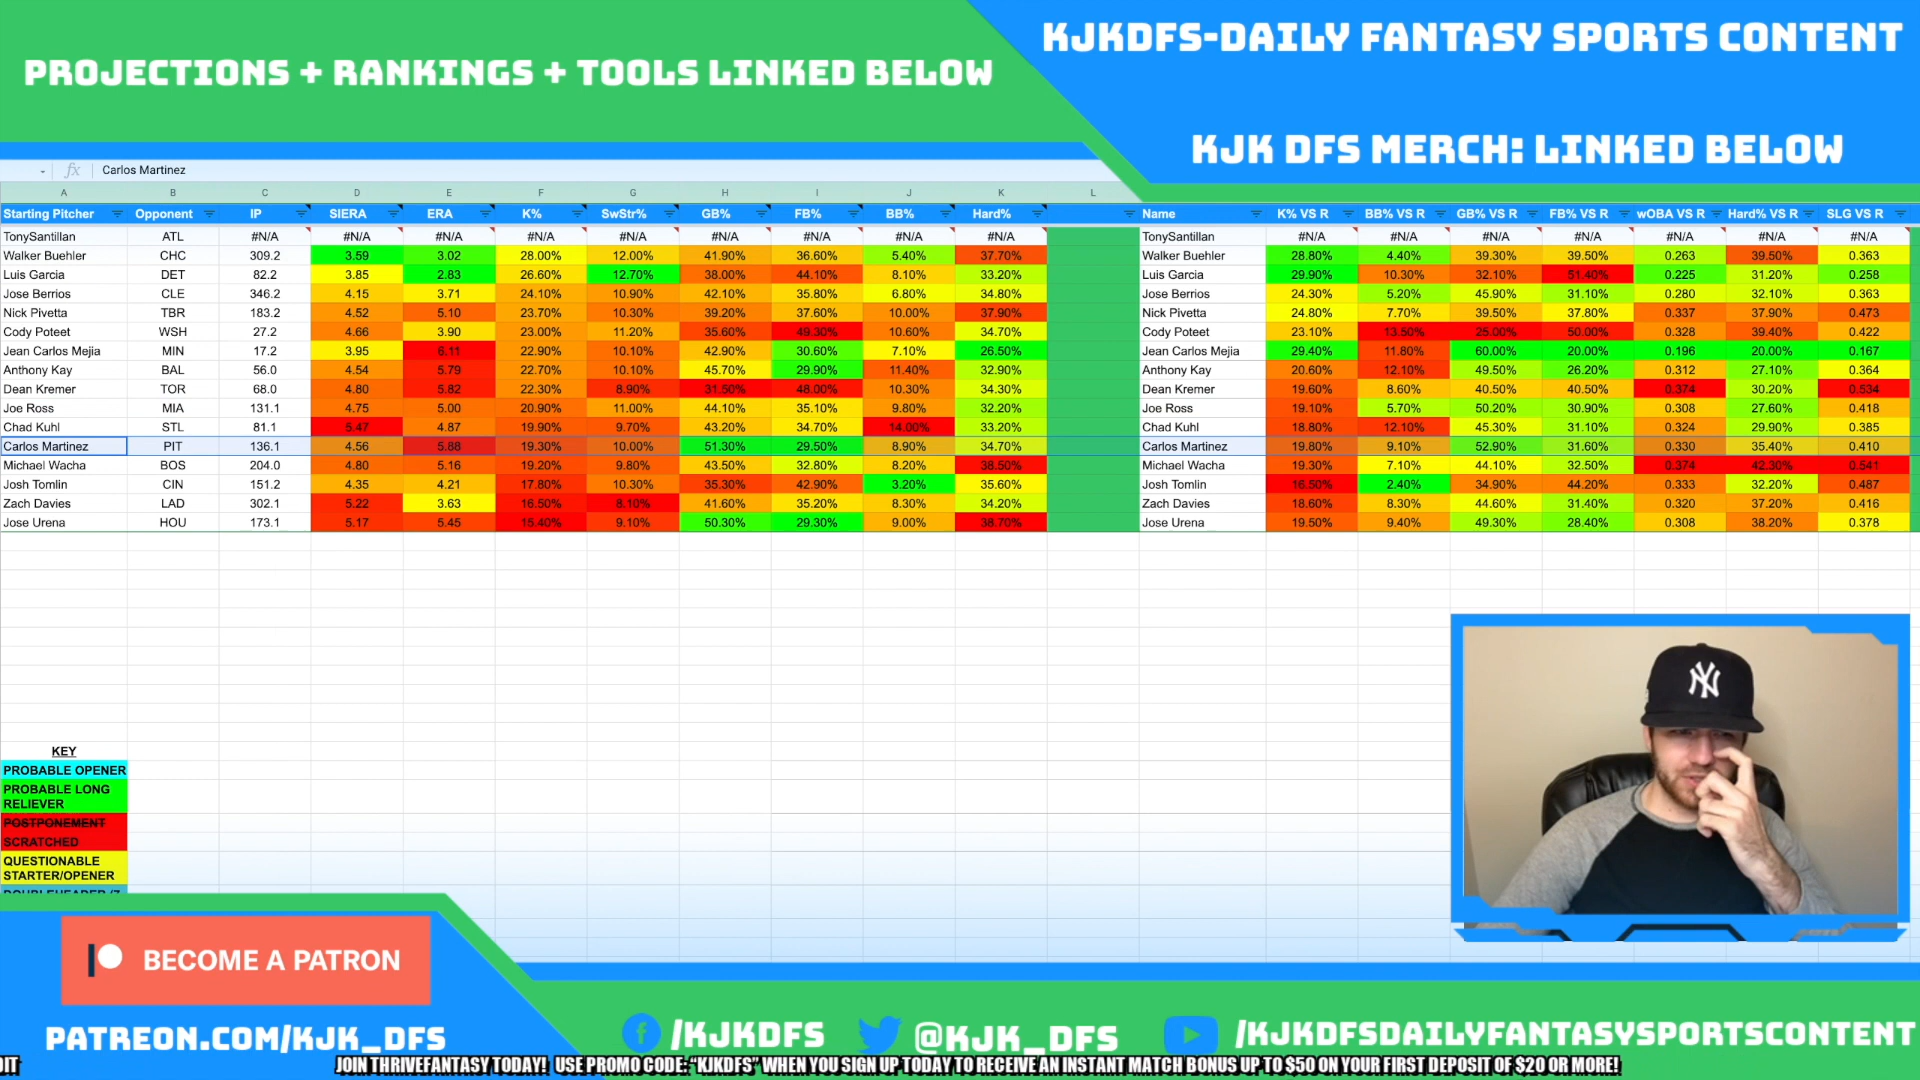 PROJECTIONS + RANKINGS + TOOLS LINKED BELOW
KJKDFS-DAILY FANTASY SPORTS CONTENT
KJK DFS MERCH: LINKED BELOW
fx Carlos Martinez
A B C D E F G H I J K L
Starting Pitcher Opponent IP SIERA ERA K% SwStr% GB% FB% BB% Hard% Name K% VS R BB% VS R GB% VS R FB% VS R wOBA VS R Hard% VS R SLG VS R
TonySantillan ATL #N/A #N/A #N/A #N/A #N/A #N/A #N/A #N/A #N/A TonySantillan #N/A #N/A #N/A #N/A #N/A #N/A #N/A
Walker Buehler CHC 309.2 3.59 3.02 28.00% 12.00% 41.90% 36.60% 5.40% 37.70% Walker Buehler 28.80% 4.40% 39.30% 39.50% 0.263 39.50% 0.363
Luis Garcia DET 82.2 3.85 2.83 26.60% 12.70% 38.00% 44.10% 8.10% 33.20% Luis Garcia 29.90% 10.30% 32.10% 51.40% 0.225 31.20% 0.258
Jose Berrios CLE 346.2 4.15 3.71 24.10% 10.90% 42.10% 35.80% 6.80% 34.80% Jose Berrios 24.30% 5.20% 45.90% 31.10% 0.280 32.10% 0.363
Nick Pivetta TBR 183.2 4.52 5.10 23.70% 10.30% 39.20% 37.60% 10.00% 37.90% Nick Pivetta 24.80% 7.70% 39.50% 37.80% 0.337 37.90% 0.473
Cody Poteet WSH 27.2 4.66 3.90 23.00% 11.20% 35.60% 49.30% 10.60% 34.70% Cody Poteet 23.10% 13.50% 25.00% 50.00% 0.328 39.40% 0.422
Jean Carlos Mejia MIN 17.2 3.95 6.11 22.90% 10.10% 42.90% 30.60% 7.10% 26.50% Jean Carlos Mejia 29.40% 11.80% 60.00% 20.00% 0.196 20.00% 0.167
Anthony Kay BAL 56.0 4.54 5.79 22.70% 10.10% 45.70% 29.90% 11.40% 32.90% Anthony Kay 20.60% 12.10% 49.50% 26.20% 0.312 27.10% 0.364
Dean Kremer TOR 68.0 4.80 5.82 22.30% 8.90% 31.50% 48.00% 10.30% 34.30% Dean Kremer 19.60% 8.60% 40.50% 40.50% 0.374 30.20% 0.534
Joe Ross MIA 131.1 4.75 5.00 20.90% 11.00% 44.10% 35.10% 9.80% 32.20% Joe Ross 19.10% 5.70% 50.20% 30.90% 0.308 27.60% 0.418
Chad Kuhl STL 81.1 5.47 4.87 19.90% 9.70% 43.20% 34.70% 14.00% 33.20% Chad Kuhl 18.80% 12.10% 45.30% 31.10% 0.324 29.90% 0.385
Carlos Martinez PIT 136.1 4.56 5.88 19.30% 10.00% 51.30% 29.50% 8.90% 34.70% Carlos Martinez 19.80% 9.10% 52.90% 31.60% 0.330 35.40% 0.410
Michael Wacha BOS 204.0 4.80 5.16 19.20% 9.80% 43.50% 32.80% 8.20% 38.50% Michael Wacha 19.30% 7.10% 44.10% 32.50% 0.374 42.30% 0.541
Josh Tomlin CIN 151.2 4.35 4.21 17.80% 10.30% 35.30% 42.90% 3.20% 35.60% Josh Tomlin 16.50% 2.40% 34.90% 44.20% 0.333 32.20% 0.487
Zach Davies LAD 302.1 5.22 3.63 16.50% 8.10% 41.60% 35.20% 8.30% 34.20% Zach Davies 18.60% 8.30% 44.60% 31.40% 0.320 37.20% 0.416
Jose Urena HOU 173.1 5.17 5.45 15.40% 9.10% 50.30% 29.30% 9.00% 38.70% Jose Urena 19.50% 9.40% 49.30% 28.40% 0.308 38.20% 0.378
KEY
PROBABLE OPENER
PROBABLE LONG
RELIEVER
POSTPONEMENT
SCRATCHED
QUESTIONABLE
STARTER/OPENER
NY
BECOME A PATRON
PATREON.COM/KJK_DFS
/KJKDFS @KJK_DFS /KJKDFSDAILYFANTASYSPORTSCONTENT
JOIN THRIVEFANTASY TODAY! USE PROMO CODE: "KJKDFS" WHEN YOU SIGN UP TODAY TO RECEIVE AN INSTANT MATCH BONUS UP TO $50 ON YOUR FIRST DEPOSIT OF $20 OR MORE!